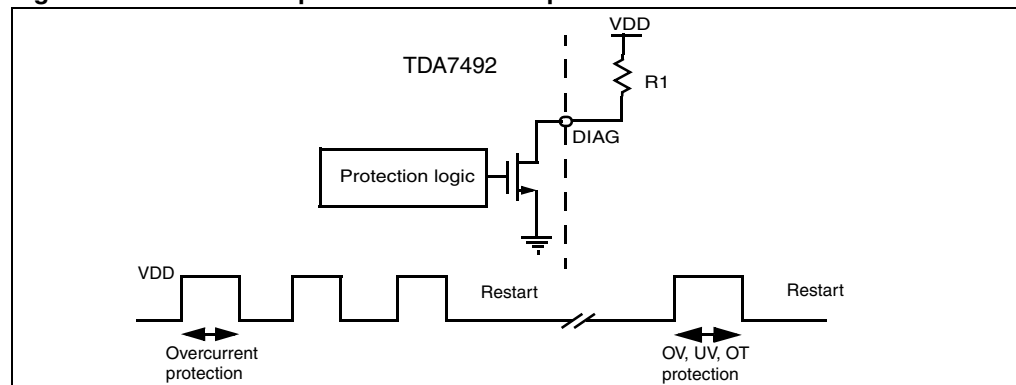 VDD
TDA7492
R1
DIAG
Protection logic
VDD
Restart
Restart
Overcurrent
protection
OV, UV, OT
protection